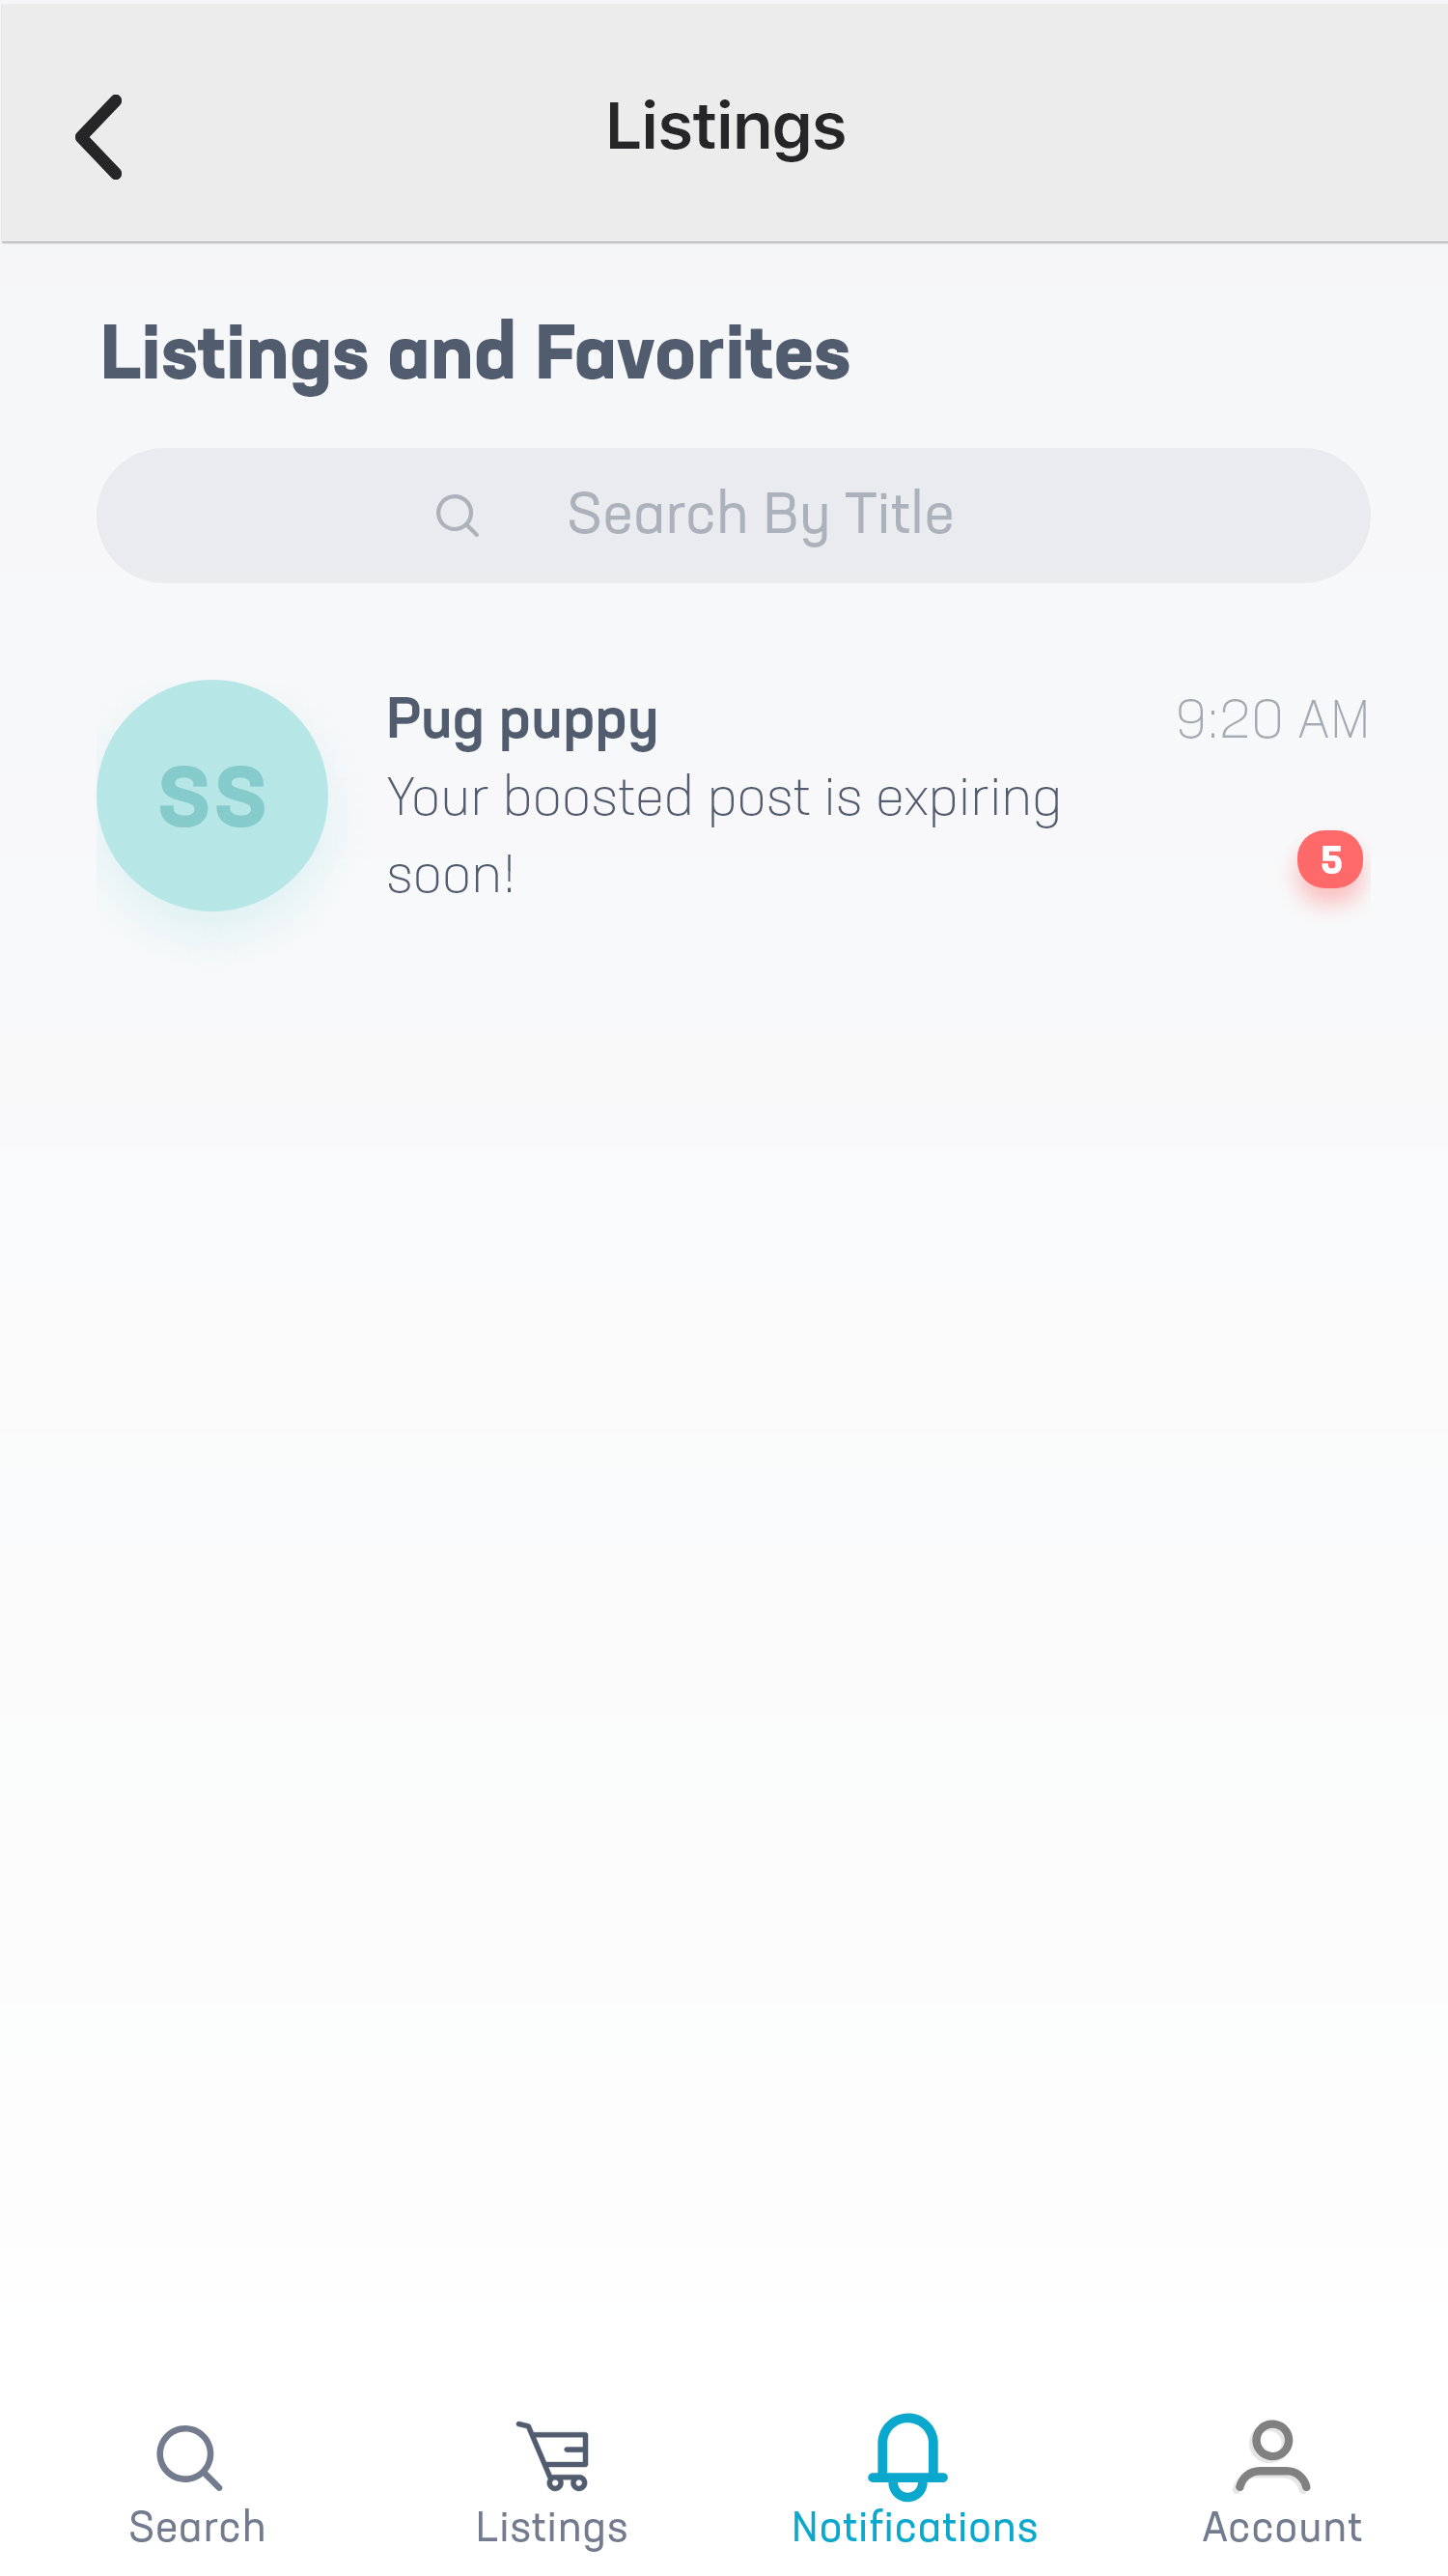 Listings
Listings and Favorites
Search By Title
SS
Pug puppy
9:20 AM
Your boosted post is expiring
soon!
5
Search
Listings
Notifications
Account